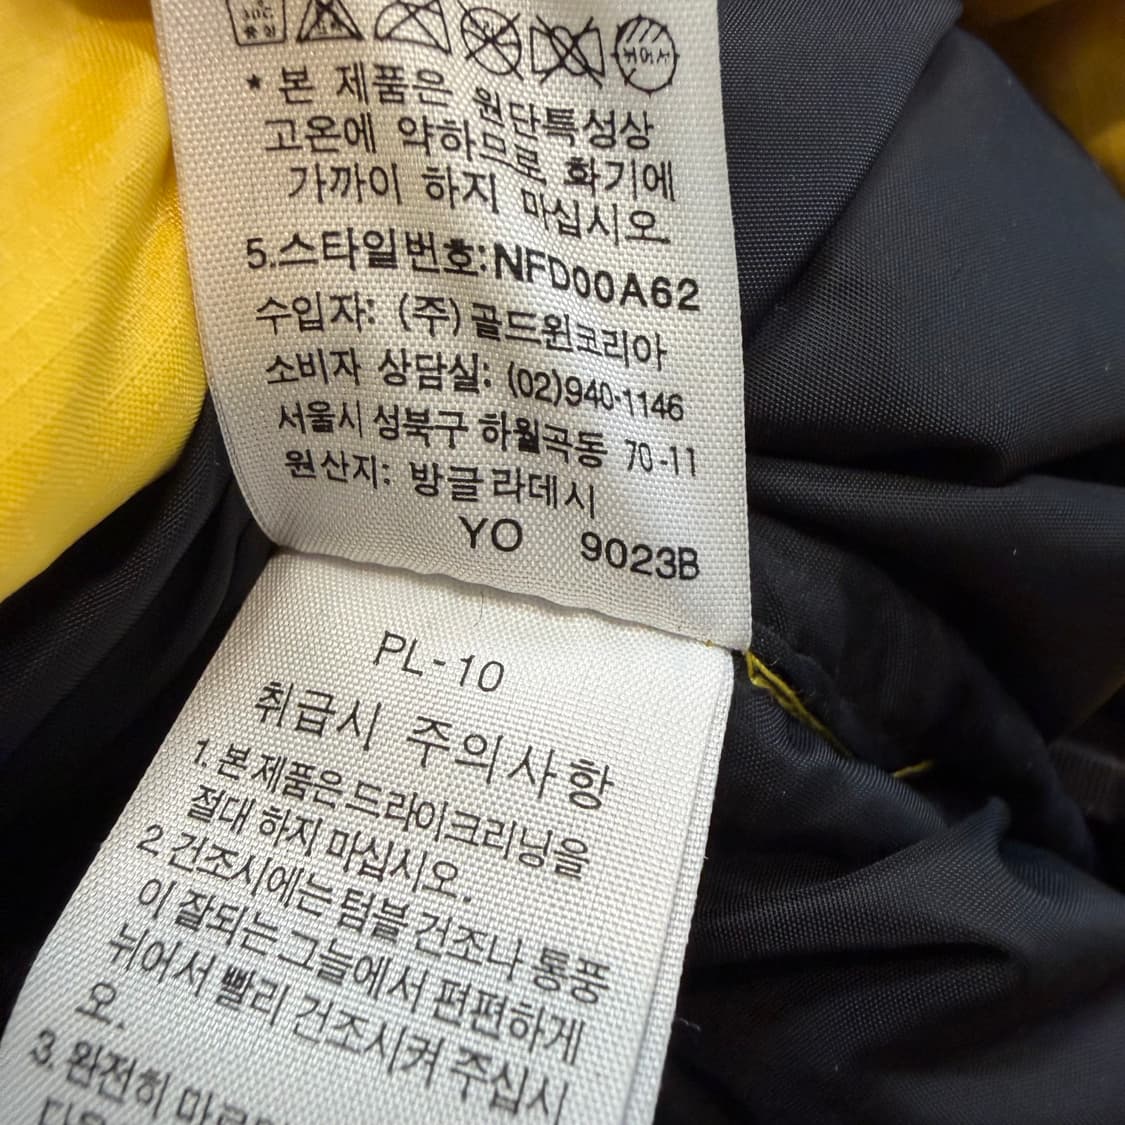 30℃
중성
뉘어서
* 본 제품은 원단특성상
고온에 약하므로 화기에
가까이 하지 마십시오.
5.스타일번호:NFD00A62
수입자: (주)골드윈코리아
소비자 상담실: (02)940-1146
서울시 성북구 하월곡동 70-11
원산지: 방글라데시
YO 9023B
PL-10
취급시 주의사항
1. 본 제품은 드라이크리닝을
절대 하지 마십시오.
2 건조시에는 텀블 건조나 통풍
이 잘되는 그늘에서 편편하게
뉘어서 빨리 건조시켜 주십시
오.
3. 완전히